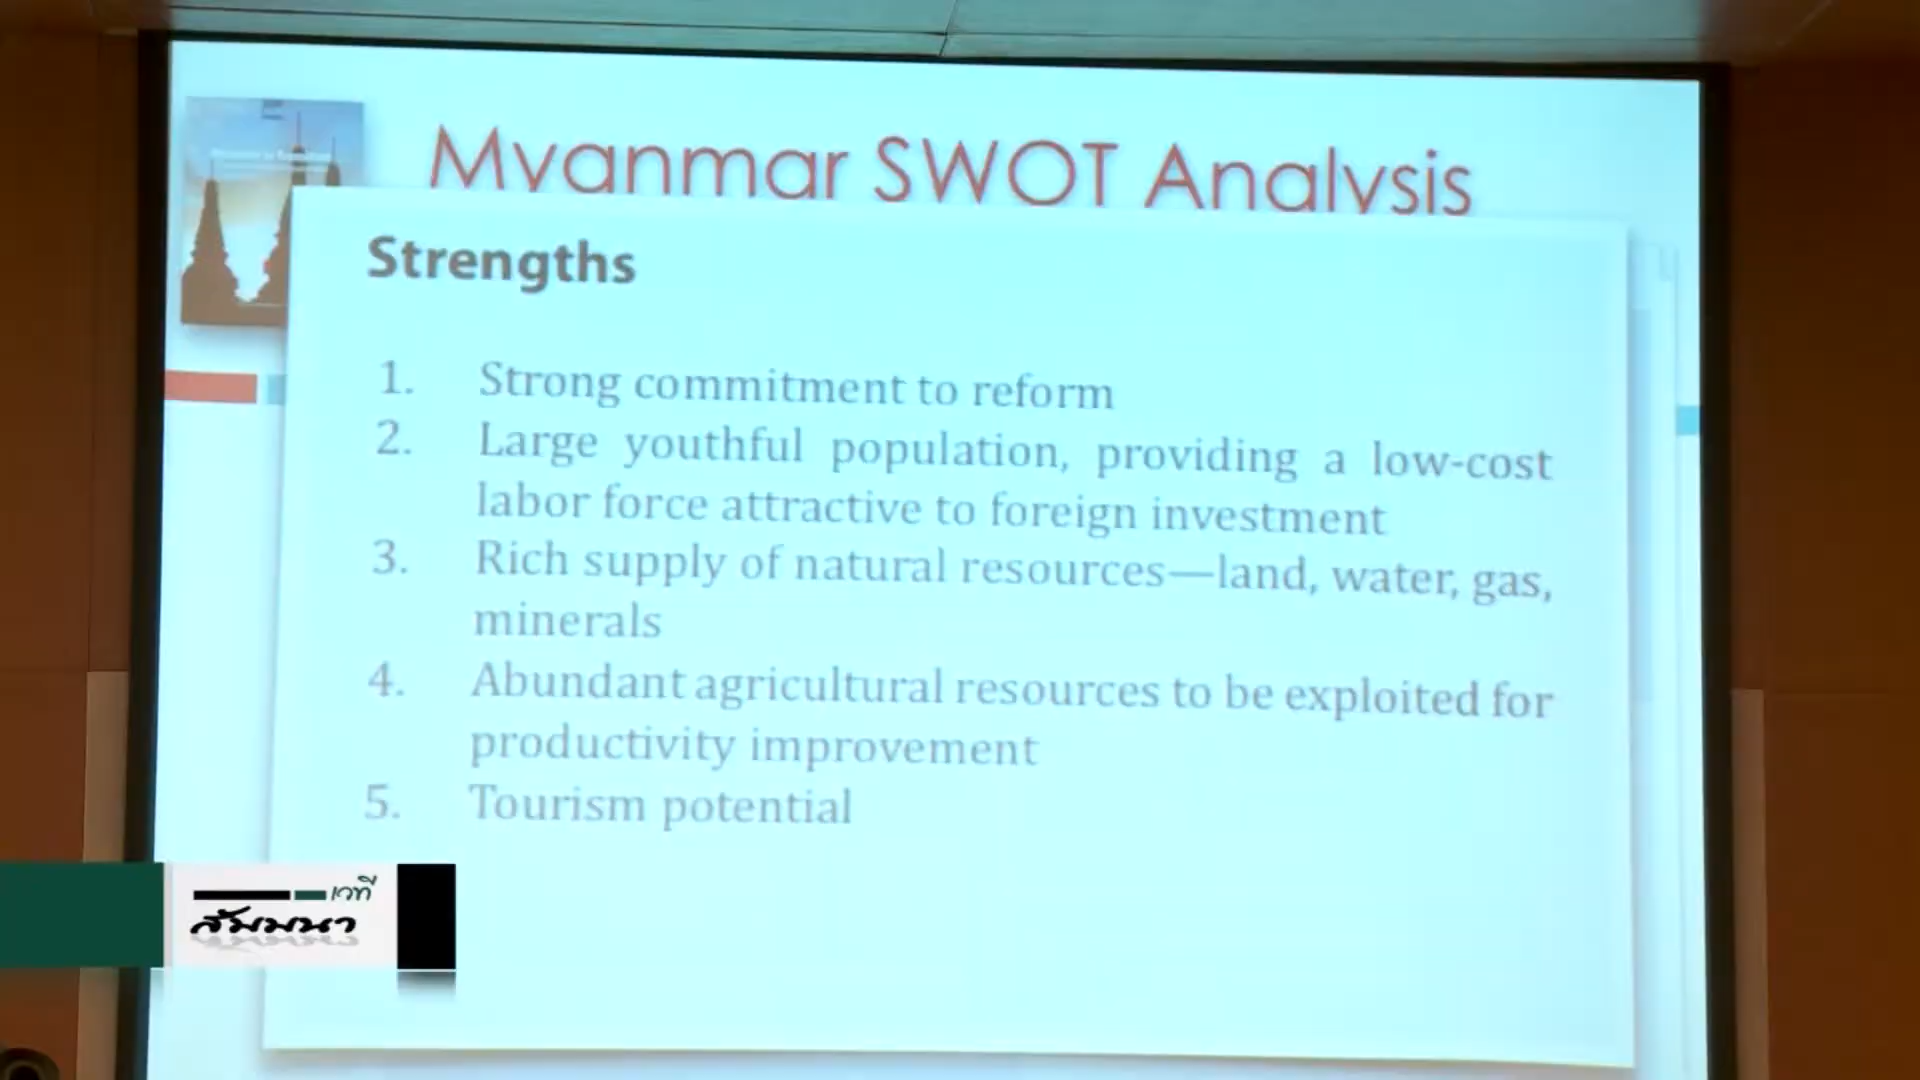 Myanmar SWOT Analysis
Strengths
1. Strong commitment to reform
2. Large youthful population, providing a low-cost
labor force attractive to foreign investment
3. Rich supply of natural resources—land, water, gas,
minerals
4. Abundant agricultural resources to be exploited for
productivity improvement
5. Tourism potential
เวที
สัมมนา